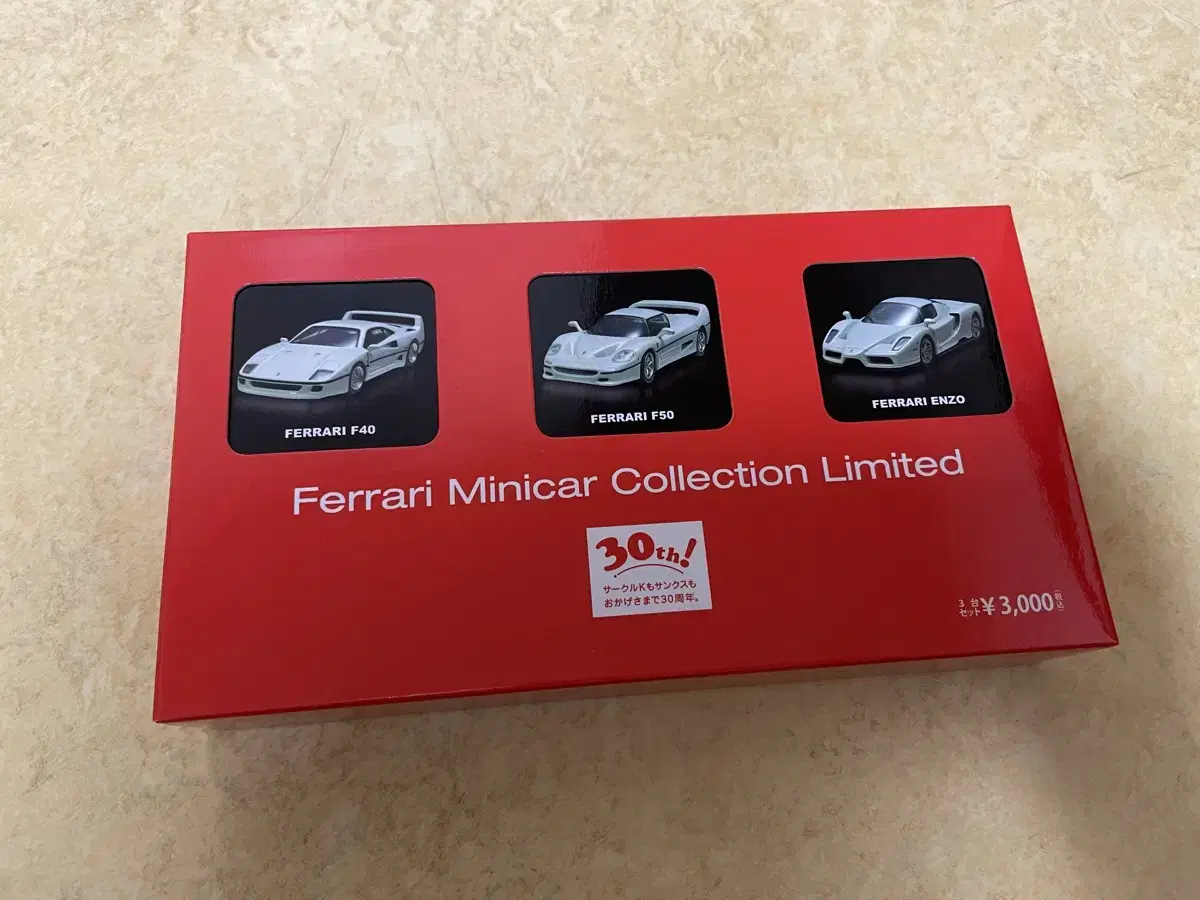 FERRARI F40
FERRARI F50
FERRARI ENZO
Ferrari Minicar Collection Limited
30th!
サークルKもサンクスも
おかげさまで30周年。
3台セット ¥3,000(税込)